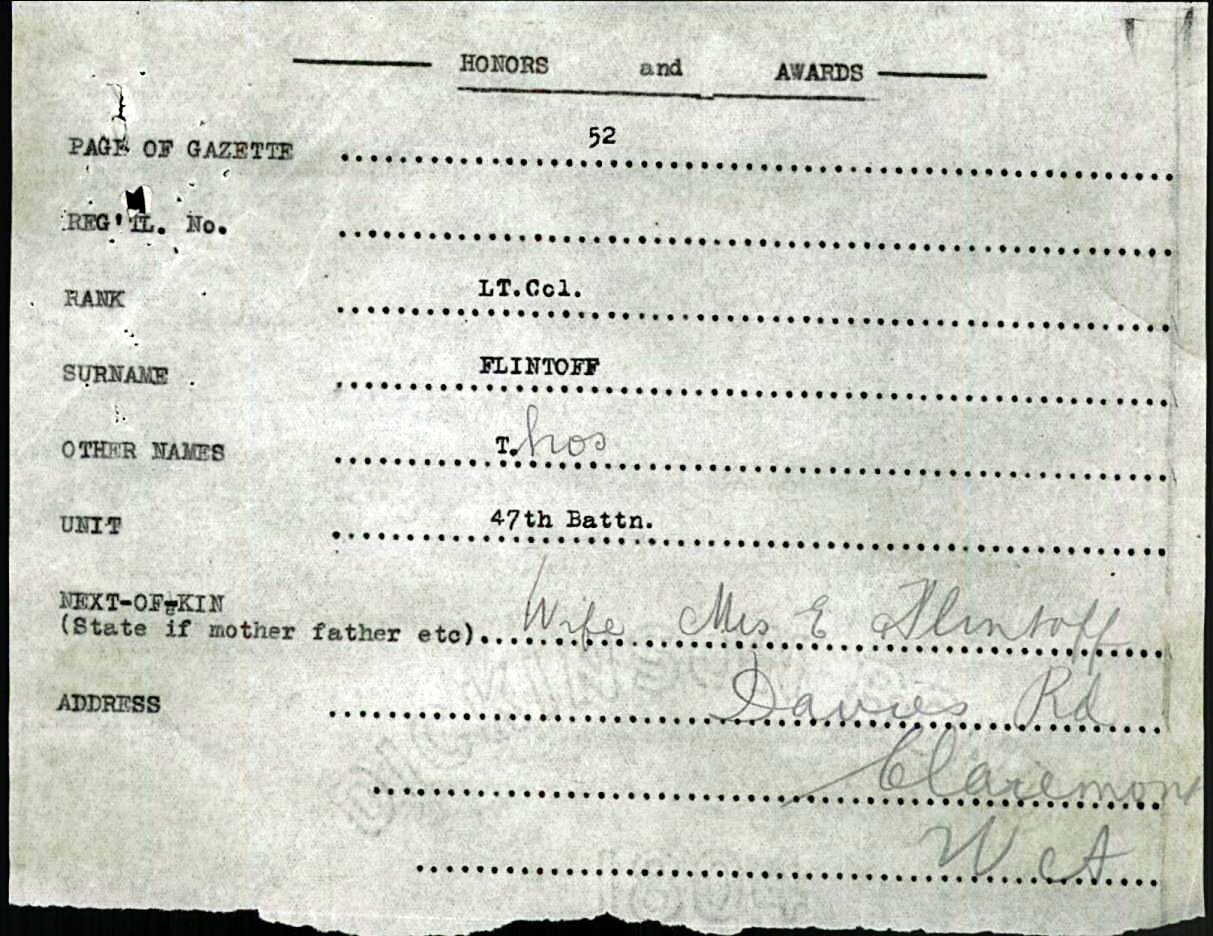 HONORS and AWARDS
PAGE OF GAZETTE 52
REG'TL. No.
RANK LT.Col.
SURNAME FLINTOFF
OTHER NAMES T.hos
UNIT 47th Battn.
NEXT-OF-KIN
(State if mother father etc) Wife Mrs E Flintoff
ADDRESS Davies Rd
Claremont
W A